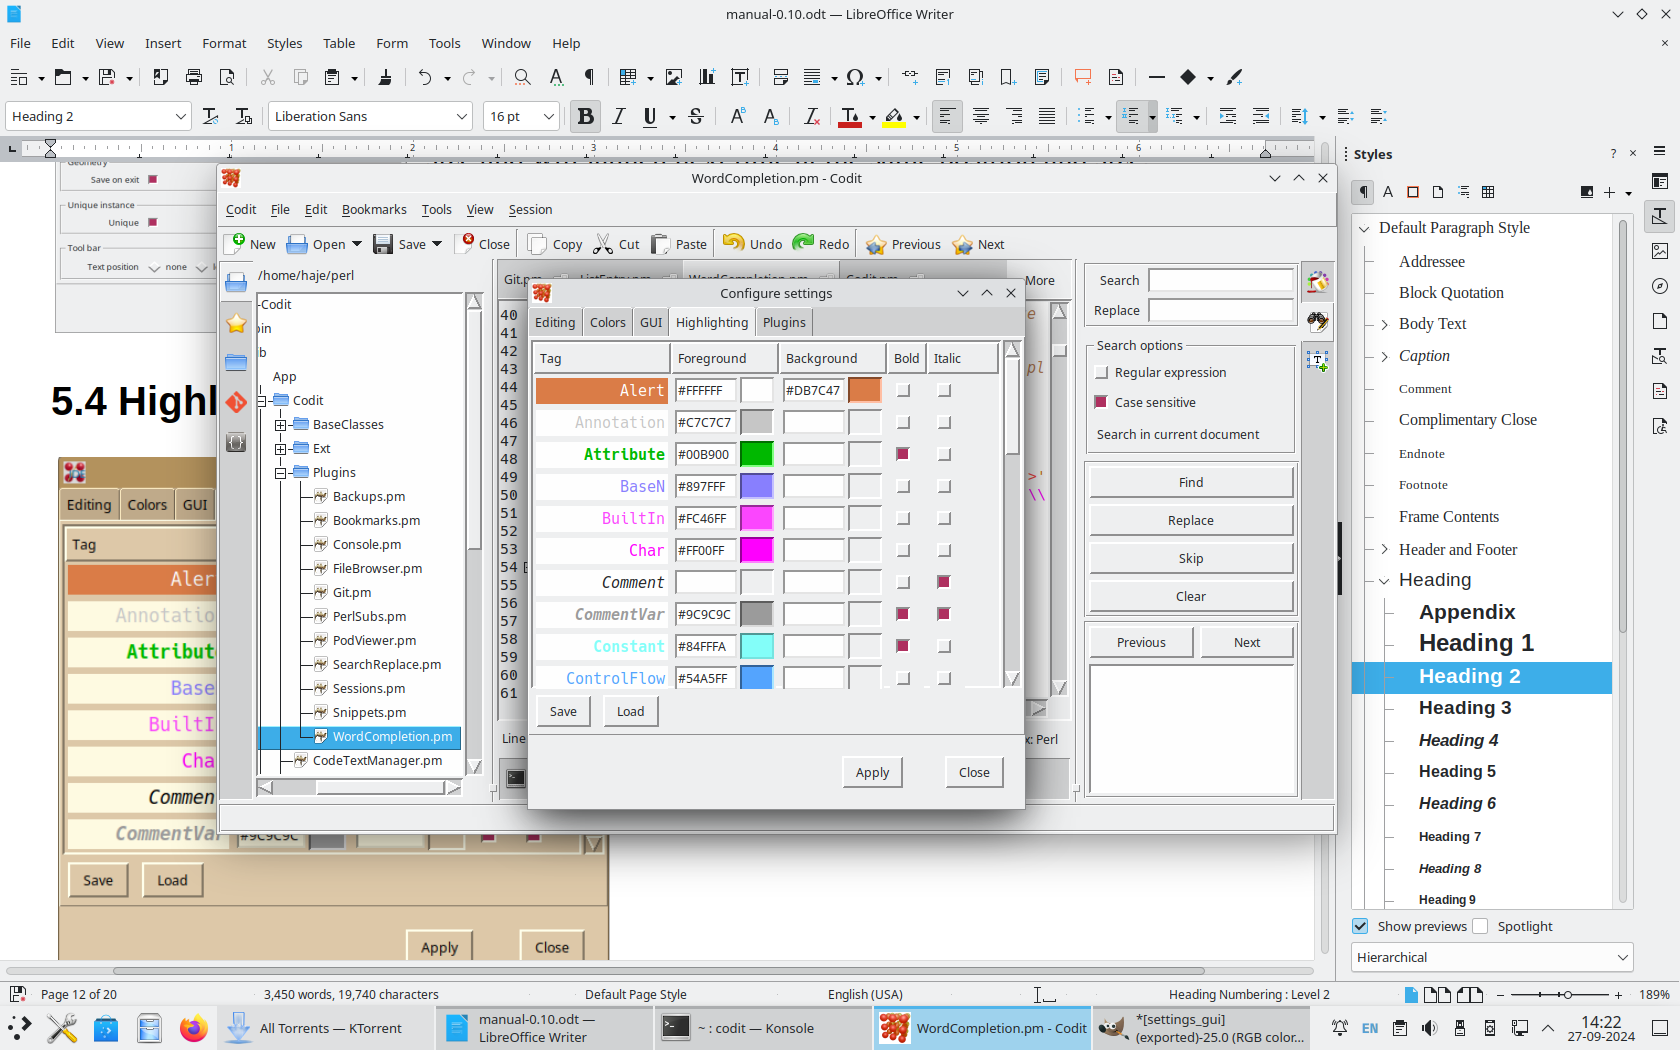 manual-0.10.odt — LibreOffice Writer
File Edit View Insert Format Styles Table Form Tools Window Help
Heading 2 Liberation Sans 16 pt
1 2 3 4 5 6
Geometry
Save on exit
Unique instance
Unique
Tool bar
Text position none
5.4 Highl
Editing Colors GUI
Tag
Aler
Annotatio
Attribut
Base
BuiltI
Cha
Commen
CommentVa #9C9C9C
Save Load
Apply Close
WordCompletion.pm - Codit
Codit File Edit Bookmarks Tools View Session
New Open Save Close Copy Cut Paste Undo Redo Previous Next
/home/haje/perl
-Codit
in
b
App
Codit
BaseClasses
Ext
Plugins
Backups.pm
Bookmarks.pm
Console.pm
FileBrowser.pm
Git.pm
PerlSubs.pm
PodViewer.pm
SearchReplace.pm
Sessions.pm
Snippets.pm
WordCompletion.pm
CodeTextManager.pm
Git.pm ListEntry.pm WordCompletion.pm Codit.pm More
40
41
42
43
44
45
46
47
48
49
50
51
52
53
54
55
56
57
58
59
60
61
e
pl
>'
\\
Line
x: Perl
Configure settings
Editing Colors GUI Highlighting Plugins
Tag Foreground Background Bold Italic
Alert #FFFFFF #DB7C47
Annotation #C7C7C7
Attribute #00B900
BaseN #897FFF
BuiltIn #FC46FF
Char #FF00FF
Comment
CommentVar #9C9C9C
Constant #84FFFA
ControlFlow #54A5FF
Save Load
Apply Close
Search
Replace
Search options
Regular expression
Case sensitive
Search in current document
Find
Replace
Skip
Clear
Previous Next
Styles
Default Paragraph Style
Addressee
Block Quotation
Body Text
Caption
Comment
Complimentary Close
Endnote
Footnote
Frame Contents
Header and Footer
Heading
Appendix
Heading 1
Heading 2
Heading 3
Heading 4
Heading 5
Heading 6
Heading 7
Heading 8
Heading 9
Show previews Spotlight
Hierarchical
Page 12 of 20 3,450 words, 19,740 characters Default Page Style English (USA) Heading Numbering : Level 2 189%
All Torrents — KTorrent
manual-0.10.odt —
LibreOffice Writer
~ : codit — Konsole
WordCompletion.pm - Codit
*[settings_gui]
(exported)-25.0 (RGB color...
EN
14:22
27-09-2024